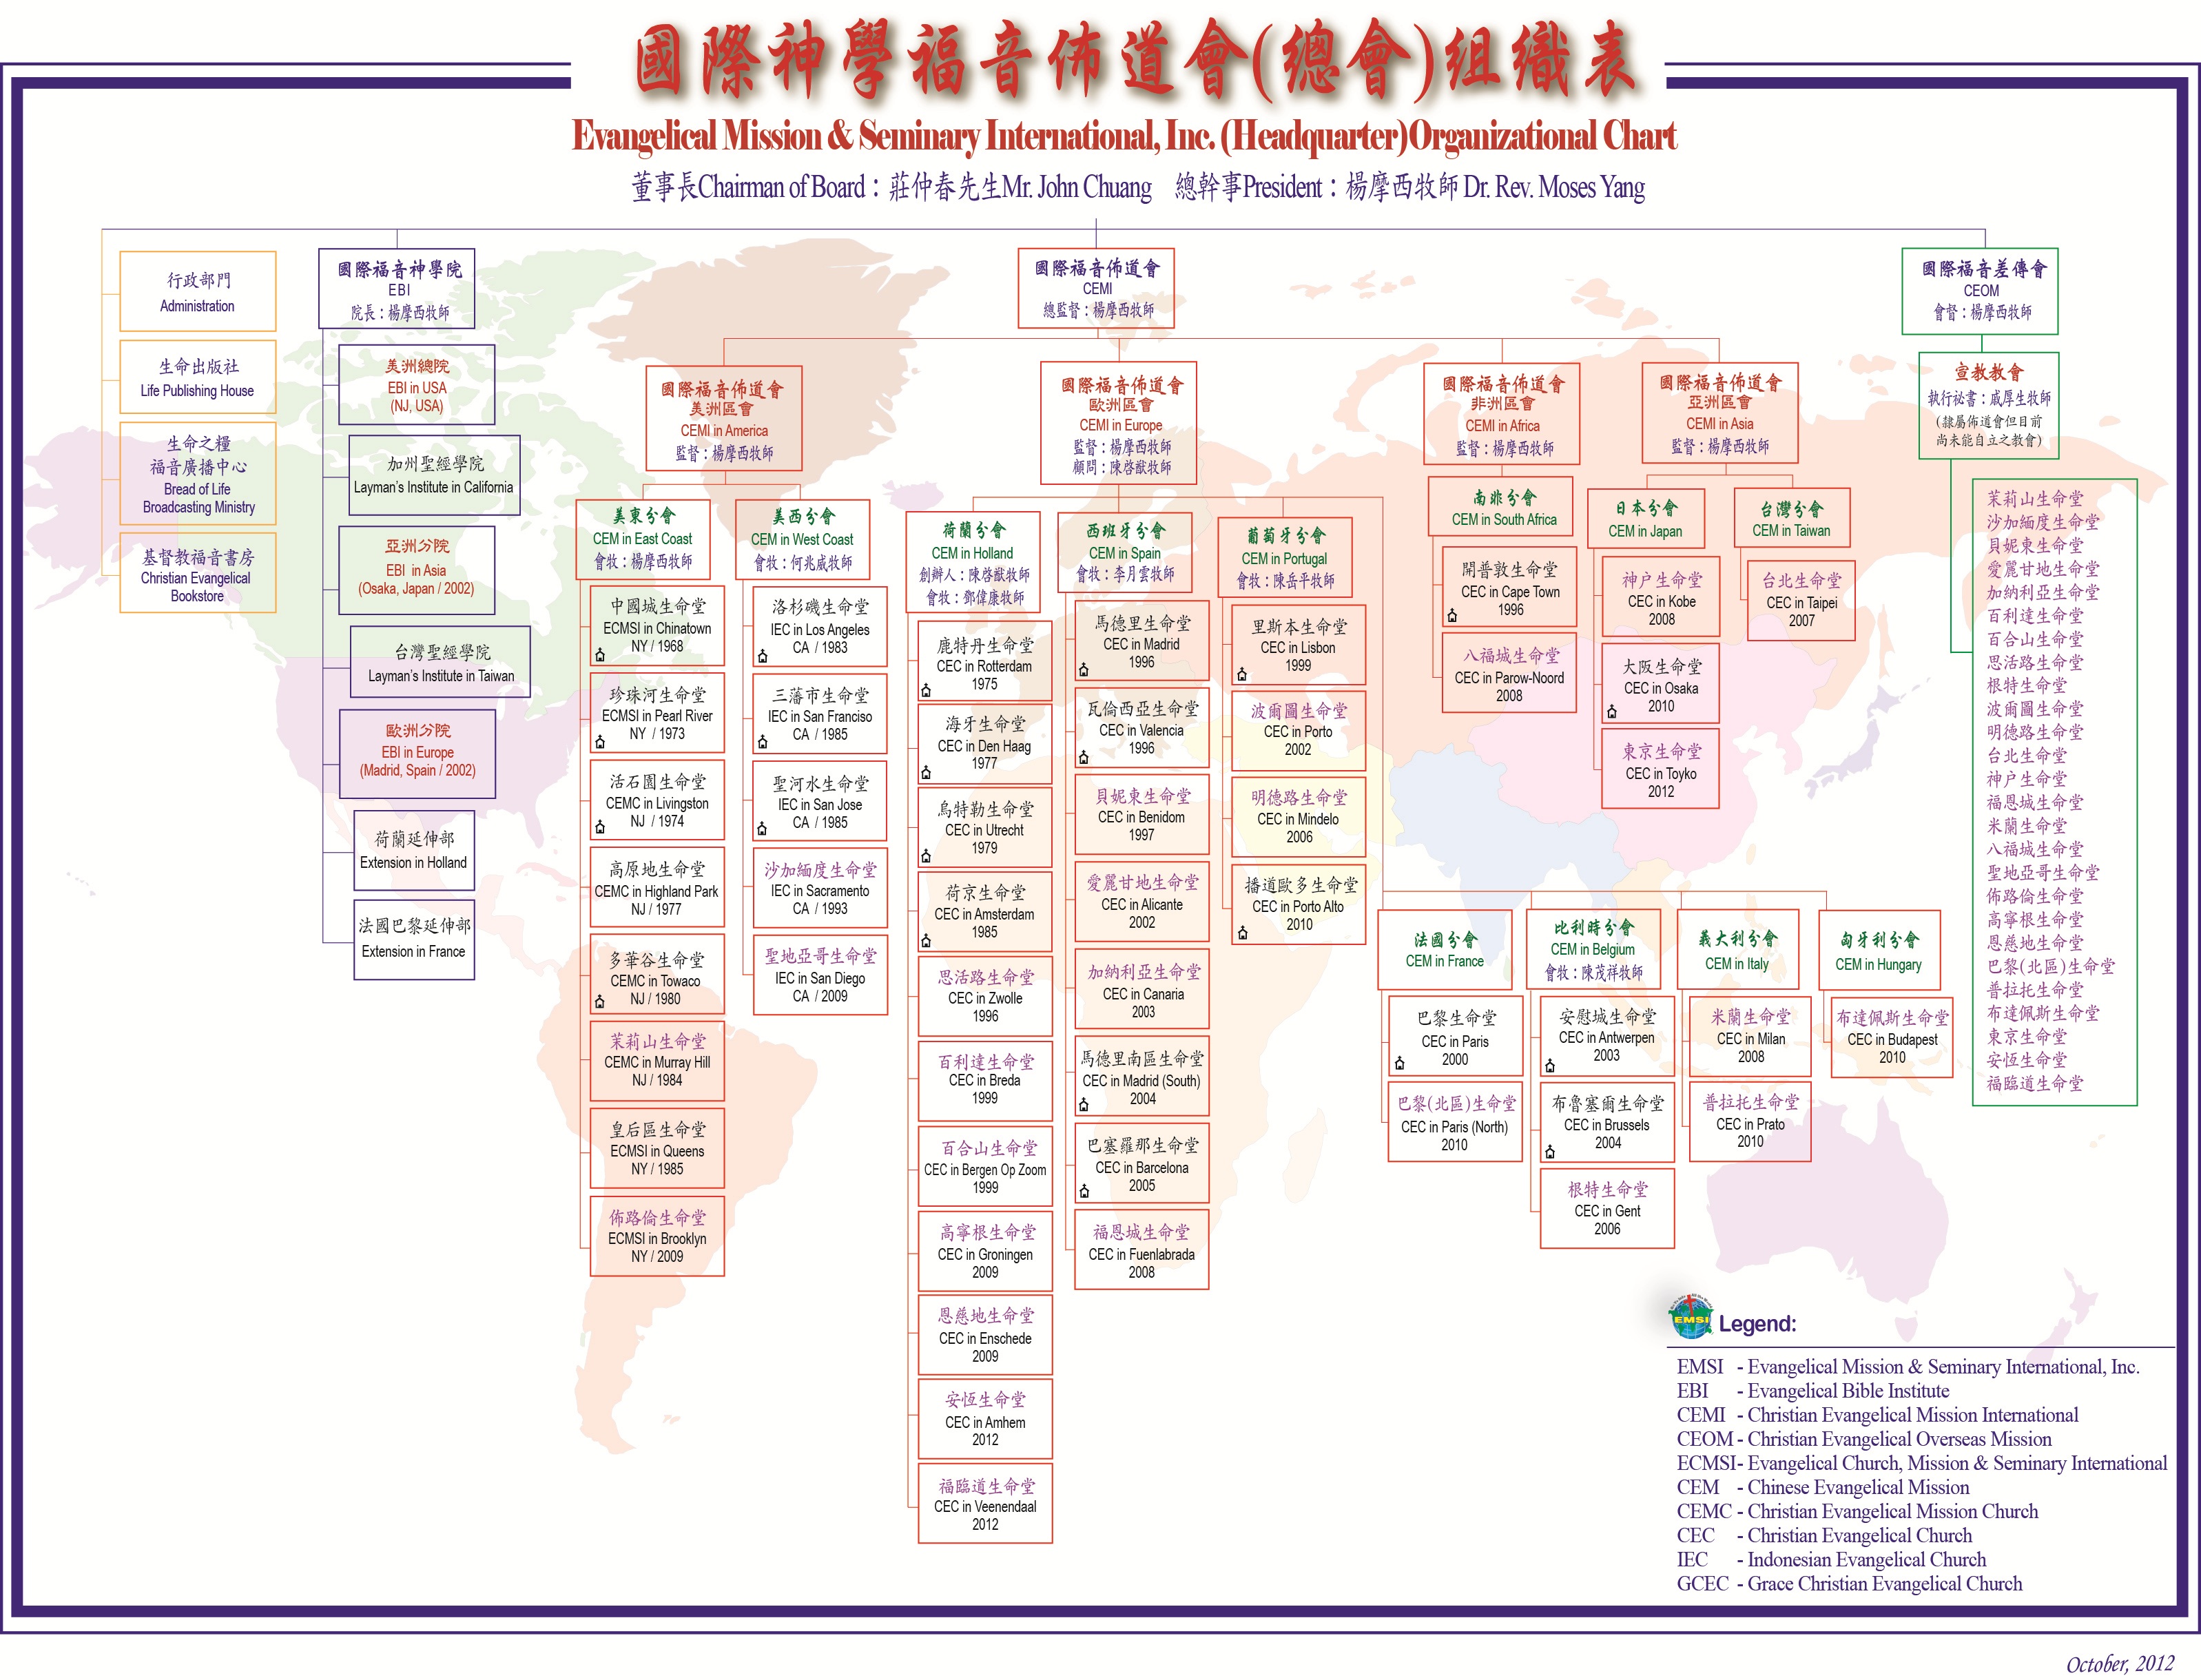 國際神學福音佈道會(總會)組織表
Evangelical Mission & Seminary International, Inc. (Headquarter)Organizational Chart
董事長Chairman of Board：莊仲春先生Mr. John Chuang 總幹事President：楊摩西牧師 Dr. Rev. Moses Yang
行政部門
Administration
生命出版社
Life Publishing House
生命之糧
福音廣播中心
Bread of Life
Broadcasting Ministry
基督教福音書房
Christian Evangelical
Bookstore
國際福音神學院
EBI
院長：楊摩西牧師
美洲總院
EBI in USA
(NJ, USA)
加州聖經學院
Layman's Institute in California
亞洲分院
EBI in Asia
(Osaka, Japan / 2002)
台灣聖經學院
Layman's Institute in Taiwan
歐洲分院
EBI in Europe
(Madrid, Spain / 2002)
荷蘭延伸部
Extension in Holland
法國巴黎延伸部
Extension in France
國際福音佈道會
CEMI
總監督：楊摩西牧師
國際福音佈道會
美洲區會
CEMI in America
監督：楊摩西牧師
美東分會
CEM in East Coast
會牧：楊摩西牧師
中國城生命堂
ECMSI in Chinatown
NY / 1968
珍珠河生命堂
ECMSI in Pearl River
NY / 1973
活石園生命堂
CEMC in Livingston
NJ / 1974
高原地生命堂
CEMC in Highland Park
NJ / 1977
多華谷生命堂
CEMC in Towaco
NJ / 1980
茉莉山生命堂
CEMC in Murray Hill
NJ / 1984
皇后區生命堂
ECMSI in Queens
NY / 1985
佈路倫生命堂
ECMSI in Brooklyn
NY / 2009
美西分會
CEM in West Coast
會牧：何兆威牧師
洛杉磯生命堂
IEC in Los Angeles
CA / 1983
三藩市生命堂
IEC in San Franciso
CA / 1985
聖河水生命堂
IEC in San Jose
CA / 1985
沙加緬度生命堂
IEC in Sacramento
CA / 1993
聖地亞哥生命堂
IEC in San Diego
CA / 2009
國際福音佈道會
歐洲區會
CEMI in Europe
監督：楊摩西牧師
顧問：陳啓猷牧師
荷蘭分會
CEM in Holland
創辦人：陳啓猷牧師
會牧：鄧偉康牧師
鹿特丹生命堂
CEC in Rotterdam
1975
海牙生命堂
CEC in Den Haag
1977
烏特勒生命堂
CEC in Utrecht
1979
荷京生命堂
CEC in Amsterdam
1985
思活路生命堂
CEC in Zwolle
1996
百利達生命堂
CEC in Breda
1999
百合山生命堂
CEC in Bergen Op Zoom
1999
高寧根生命堂
CEC in Groningen
2009
恩慈地生命堂
CEC in Enschede
2009
安恆生命堂
CEC in Amhem
2012
福臨道生命堂
CEC in Veenendaal
2012
西班牙分會
CEM in Spain
會牧：李月雲牧師
馬德里生命堂
CEC in Madrid
1996
瓦倫西亞生命堂
CEC in Valencia
1996
貝妮東生命堂
CEC in Benidom
1997
愛麗甘地生命堂
CEC in Alicante
2002
加納利亞生命堂
CEC in Canaria
2003
馬德里南區生命堂
CEC in Madrid (South)
2004
巴塞羅那生命堂
CEC in Barcelona
2005
福恩城生命堂
CEC in Fuenlabrada
2008
葡萄牙分會
CEM in Portugal
會牧：陳岳平牧師
里斯本生命堂
CEC in Lisbon
1999
波爾圖生命堂
CEC in Porto
2002
明德路生命堂
CEC in Mindelo
2006
播道歐多生命堂
CEC in Porto Alto
2010
法國分會
CEM in France
巴黎生命堂
CEC in Paris
2000
巴黎(北區)生命堂
CEC in Paris (North)
2010
比利時分會
CEM in Belgium
會牧：陳茂祥牧師
安慰城生命堂
CEC in Antwerpen
2003
布魯塞爾生命堂
CEC in Brussels
2004
根特生命堂
CEC in Gent
2006
義大利分會
CEM in Italy
米蘭生命堂
CEC in Milan
2008
普拉托生命堂
CEC in Prato
2010
匈牙利分會
CEM in Hungary
布達佩斯生命堂
CEC in Budapest
2010
國際福音佈道會
非洲區會
CEMI in Africa
監督：楊摩西牧師
南非分會
CEM in South Africa
開普敦生命堂
CEC in Cape Town
1996
八福城生命堂
CEC in Parow-Noord
2008
國際福音佈道會
亞洲區會
CEMI in Asia
監督：楊摩西牧師
日本分會
CEM in Japan
神戶生命堂
CEC in Kobe
2008
大阪生命堂
CEC in Osaka
2010
東京生命堂
CEC in Toyko
2012
台灣分會
CEM in Taiwan
台北生命堂
CEC in Taipei
2007
國際福音差傳會
CEOM
會督：楊摩西牧師
宣教教會
執行祕書：戚厚生牧師
(隸屬佈道會但目前
尚未能自立之教會)
茉莉山生命堂
沙加緬度生命堂
貝妮東生命堂
愛麗甘地生命堂
加納利亞生命堂
百利達生命堂
百合山生命堂
思活路生命堂
根特生命堂
波爾圖生命堂
明德路生命堂
台北生命堂
神戶生命堂
福恩城生命堂
米蘭生命堂
八福城生命堂
聖地亞哥生命堂
佈路倫生命堂
高寧根生命堂
恩慈地生命堂
巴黎(北區)生命堂
普拉托生命堂
布達佩斯生命堂
東京生命堂
安恆生命堂
福臨道生命堂
EMSI
Legend:
EMSI - Evangelical Mission & Seminary International, Inc.
EBI - Evangelical Bible Institute
CEMI - Christian Evangelical Mission International
CEOM - Christian Evangelical Overseas Mission
ECMSI- Evangelical Church, Mission & Seminary International
CEM - Chinese Evangelical Mission
CEMC - Christian Evangelical Mission Church
CEC - Christian Evangelical Church
IEC - Indonesian Evangelical Church
GCEC - Grace Christian Evangelical Church
October, 2012